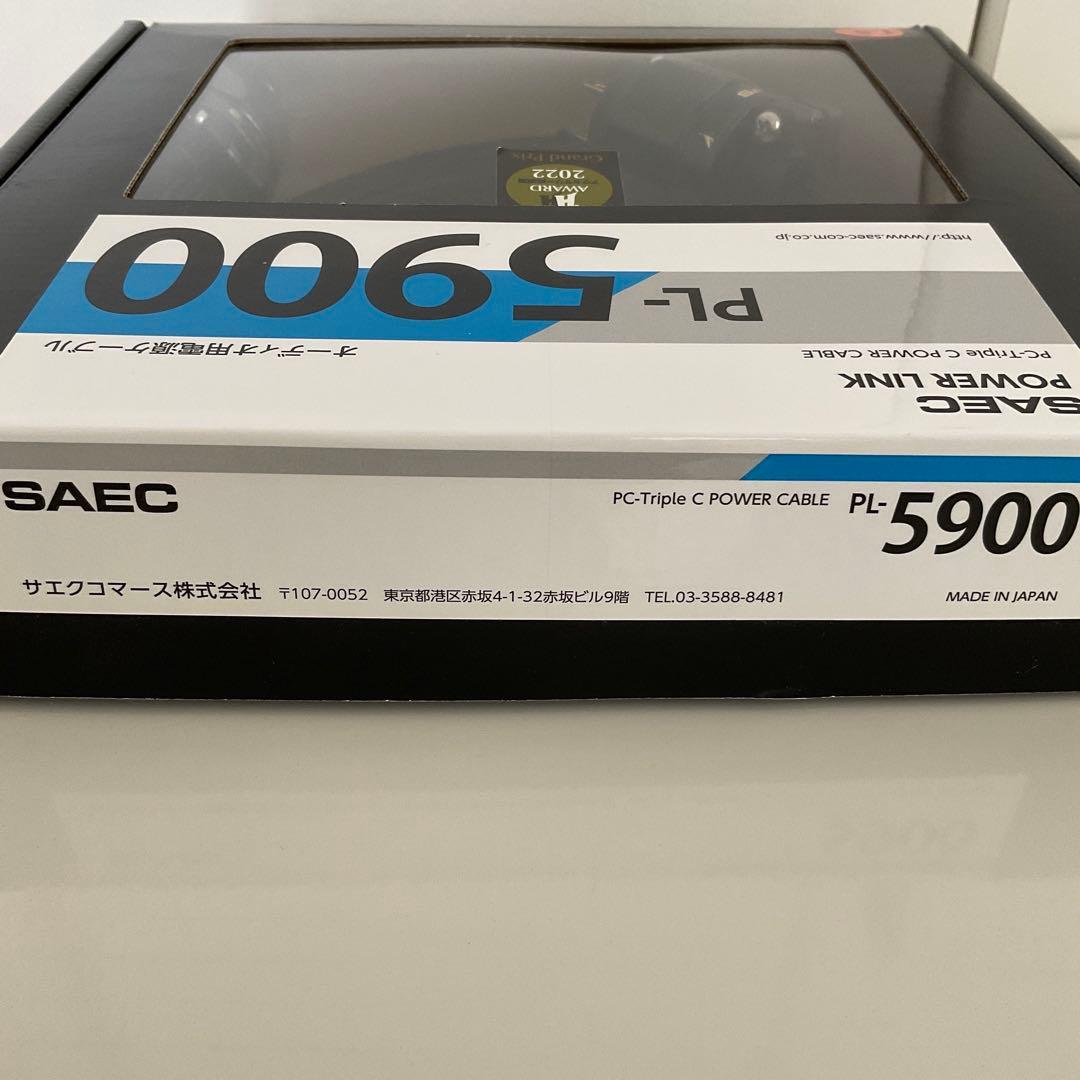 SAEC
POWER LINK
PC-Triple C POWER CABLE
オーディオ用電源ケーブル
PL-5900
http://www.saec-com.co.jp
AWARD
2022
Grand Prix
SAEC
PC-Triple C POWER CABLE PL-5900
サエクコマース株式会社 〒107-0052 東京都港区赤坂4-1-32赤坂ビル9階 TEL.03-3588-8481 MADE IN JAPAN